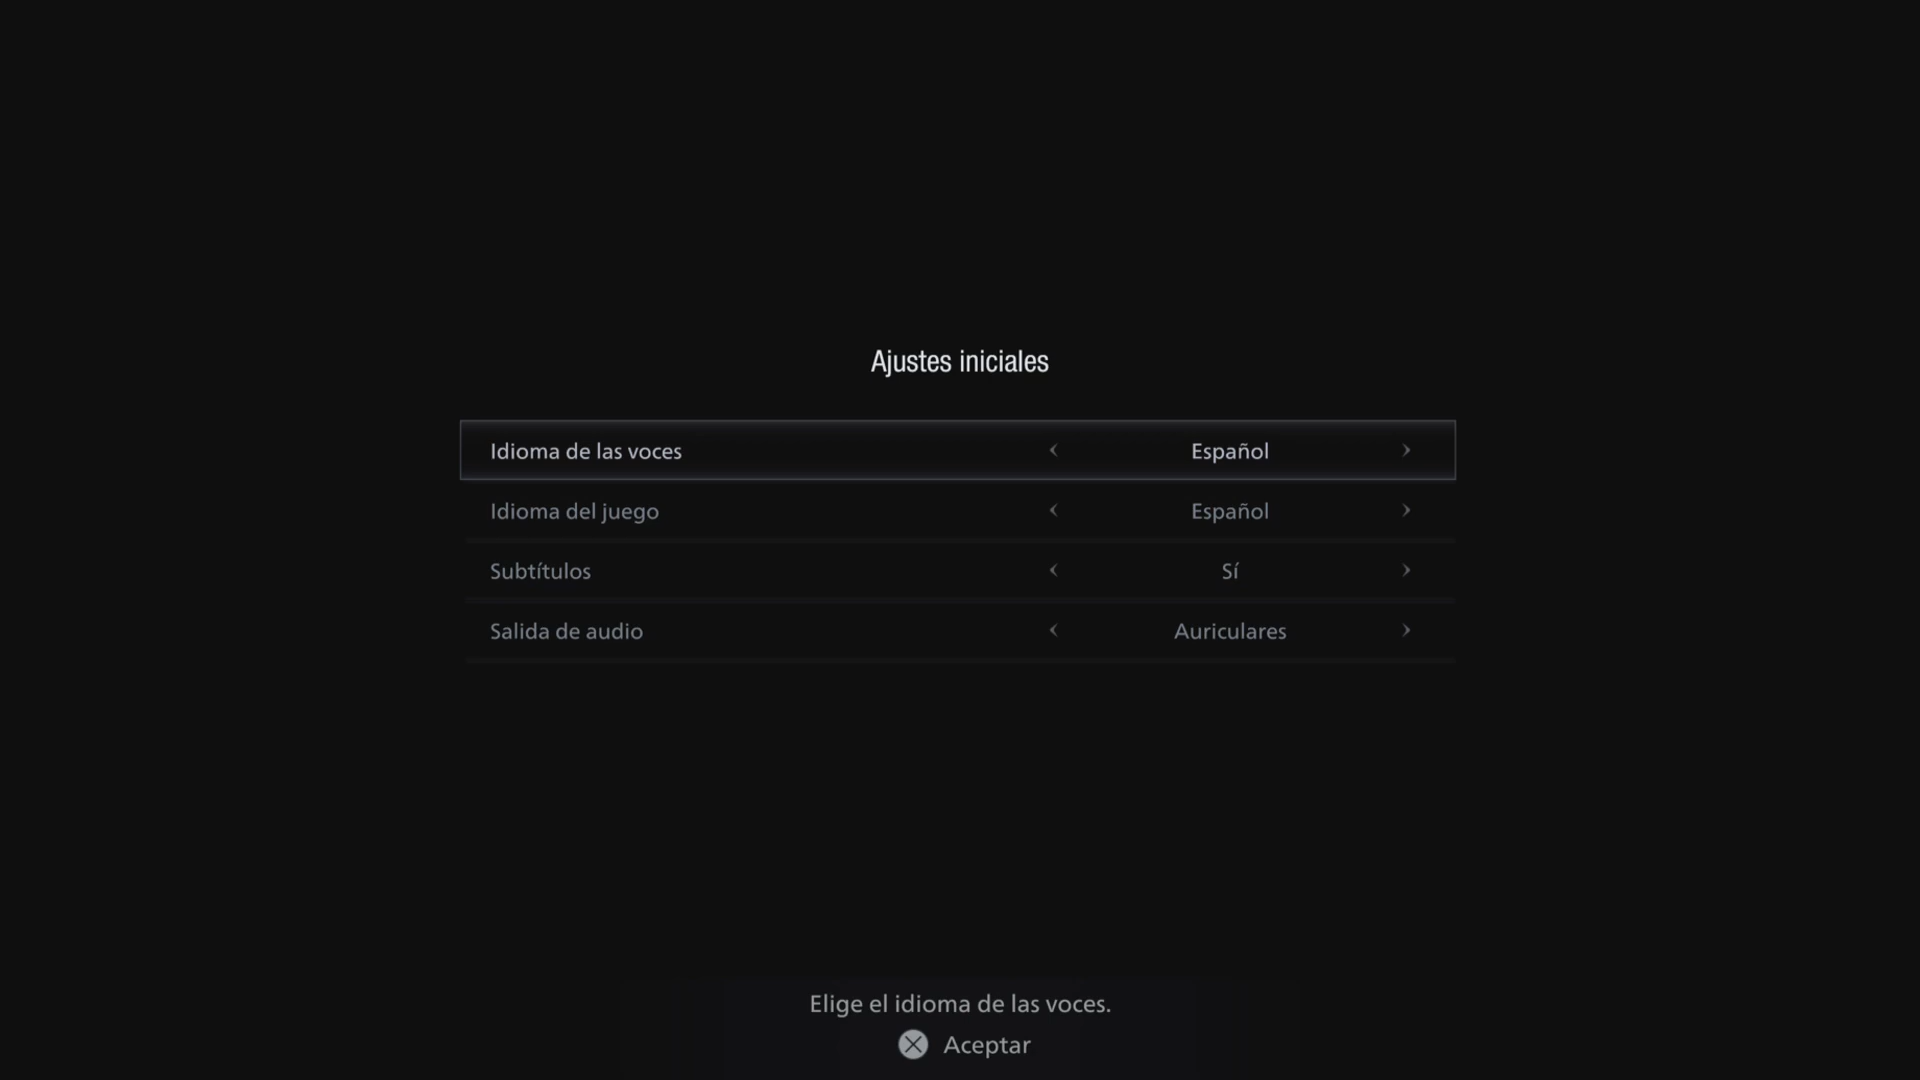 Ajustes iniciales
Idioma de las voces Español
Idioma del juego Español
Subtítulos Sí
Salida de audio Auriculares
Elige el idioma de las voces.
Aceptar